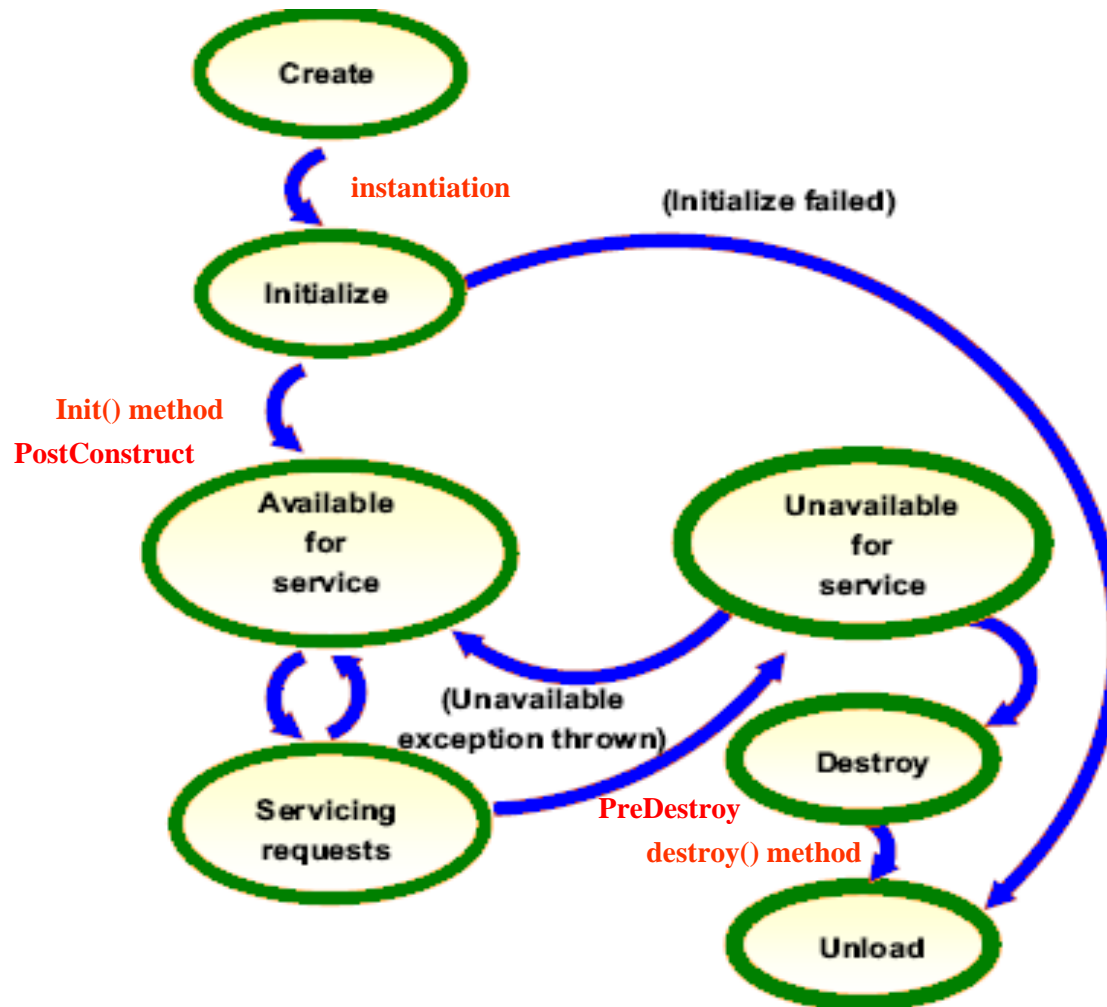 Create
instantiation
(Initialize failed)
Initialize
Init() method
PostConstruct
Available
for
service
Unavailable
for
service
(Unavailable
exception thrown)
Destroy
Servicing
requests
PreDestroy
destroy() method
Unload